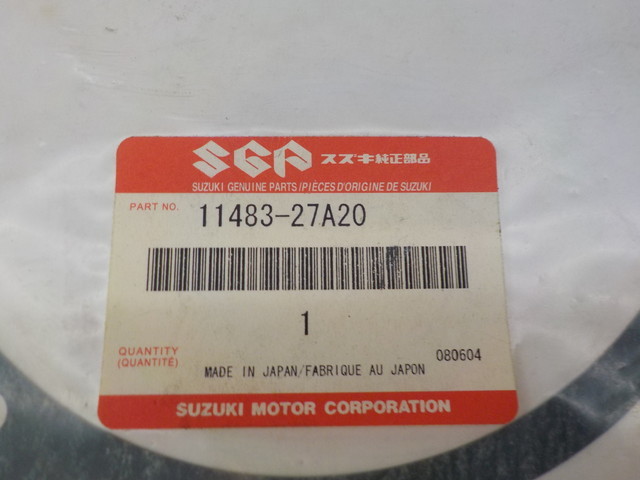 SGP スズキ純正部品
SUZUKI GENUINE PARTS/PIÈCES D'ORIGINE DE SUZUKI
PART NO. 11483-27A20
1
QUANTITY
(QUANTITÉ)
080604
MADE IN JAPAN/FABRIQUE AU JAPON
SUZUKI MOTOR CORPORATION